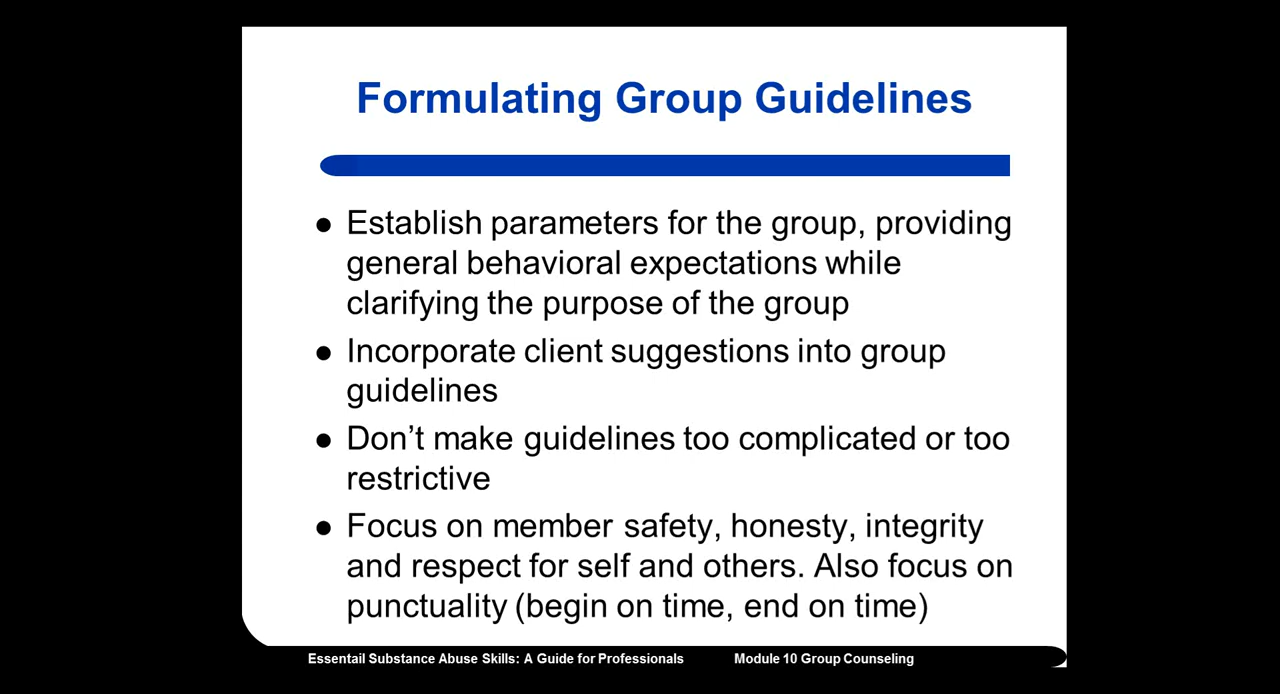 Formulating Group Guidelines
● Establish parameters for the group, providing
general behavioral expectations while
clarifying the purpose of the group
● Incorporate client suggestions into group
guidelines
● Don’t make guidelines too complicated or too
restrictive
● Focus on member safety, honesty, integrity
and respect for self and others. Also focus on
punctuality (begin on time, end on time)
Essentail Substance Abuse Skills: A Guide for Professionals Module 10 Group Counseling